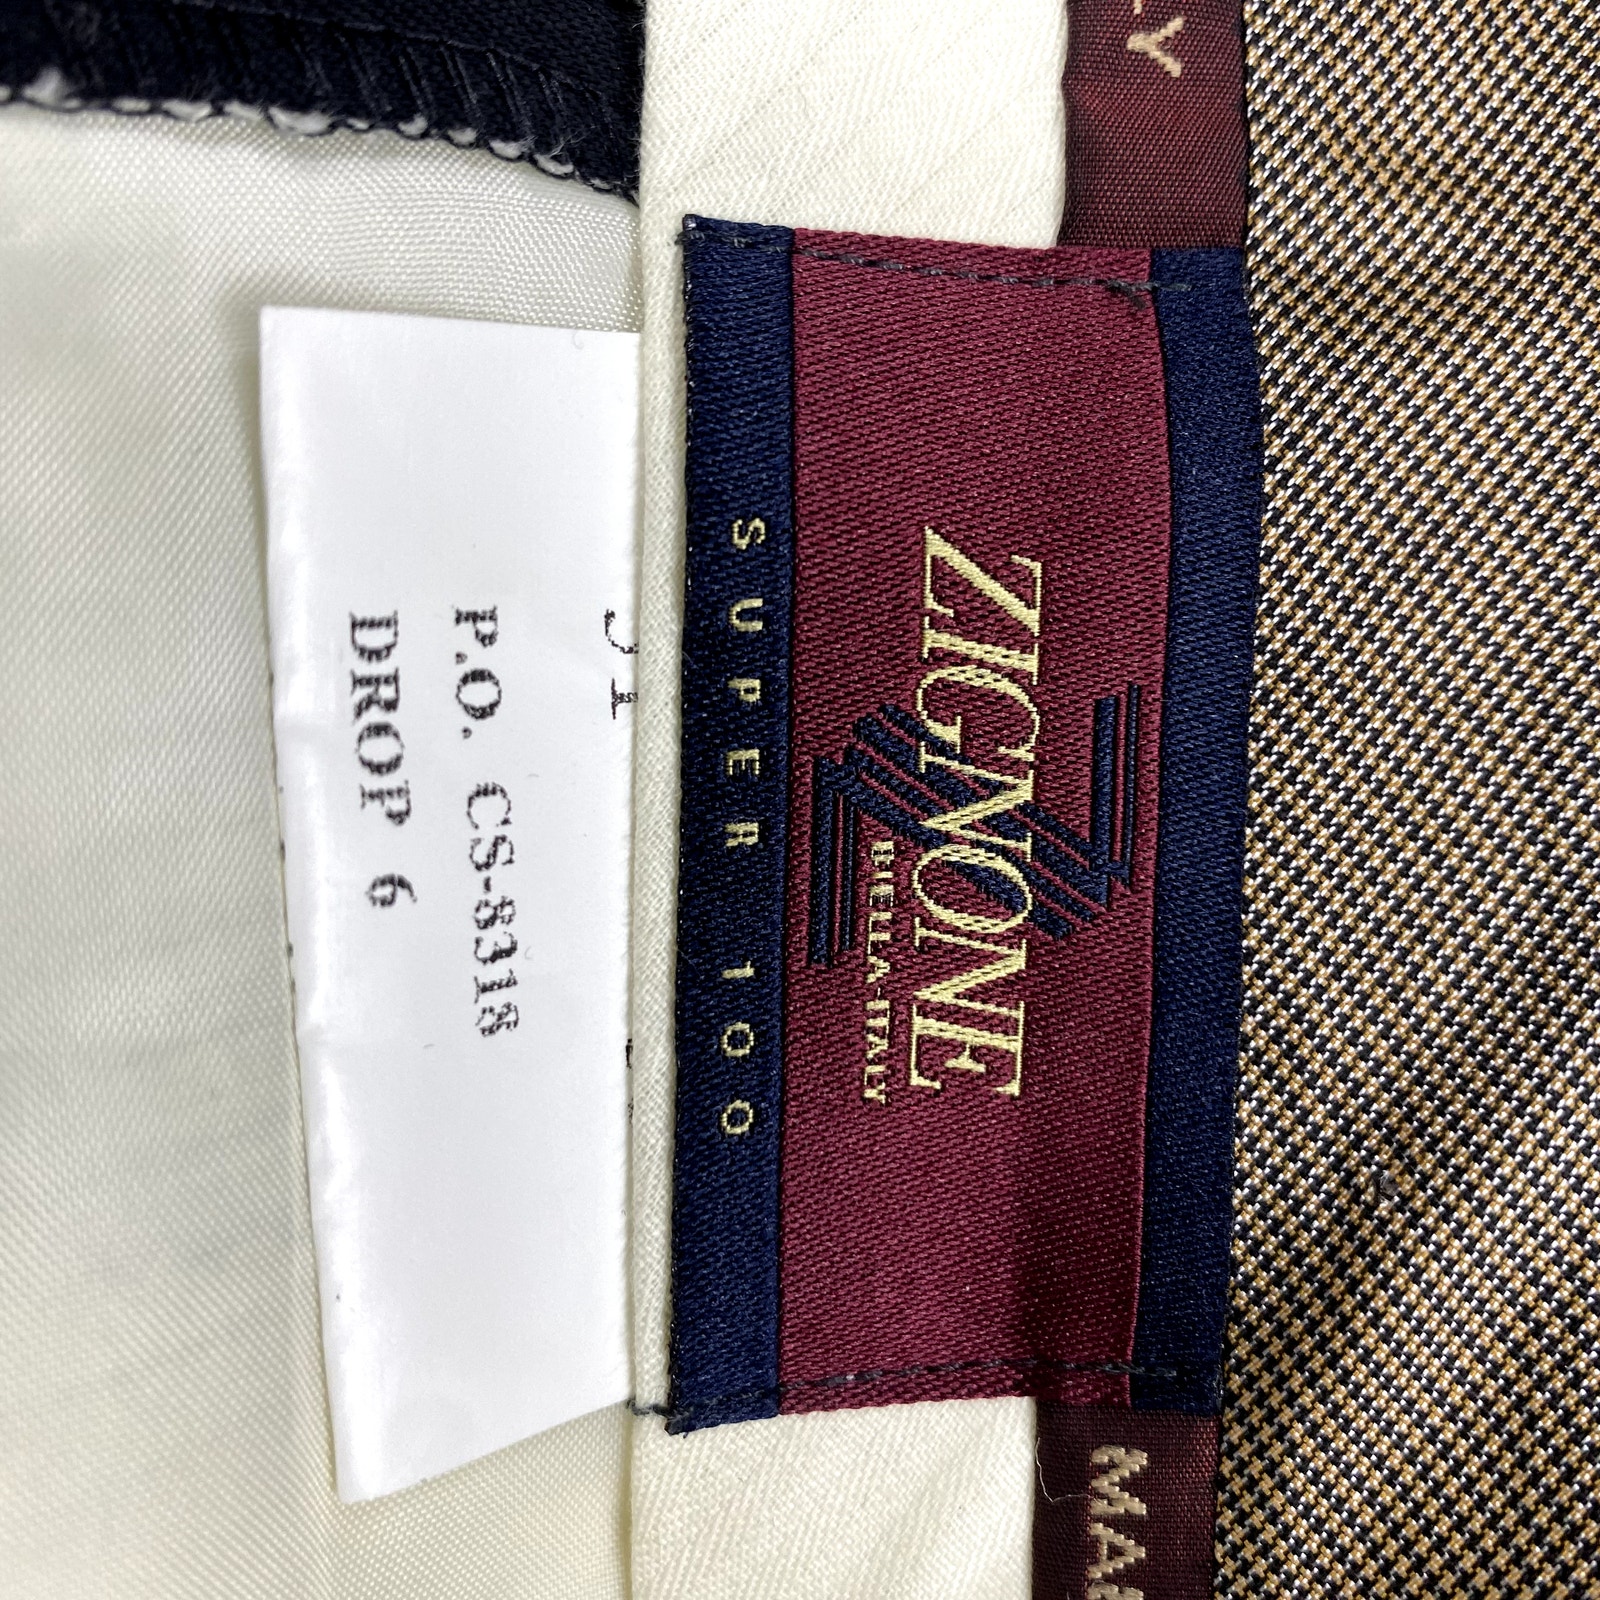 ZIGNONE
BIELLA-ITALY
SUPER 100
P.O. CS-8318
DROP 6